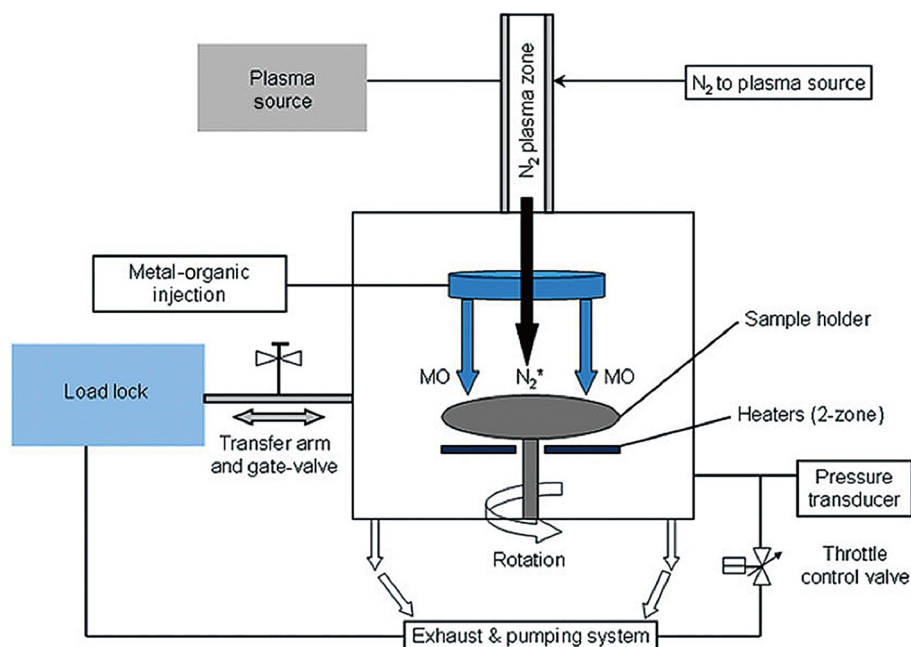 Plasma
source
N₂ plasma zone
N₂ to plasma source
Metal-organic
injection
Sample holder
MO
N₂*
MO
Load lock
Heaters (2-zone)
Transfer arm
and gate-valve
Pressure
transducer
Rotation
Throttle
control valve
Exhaust & pumping system